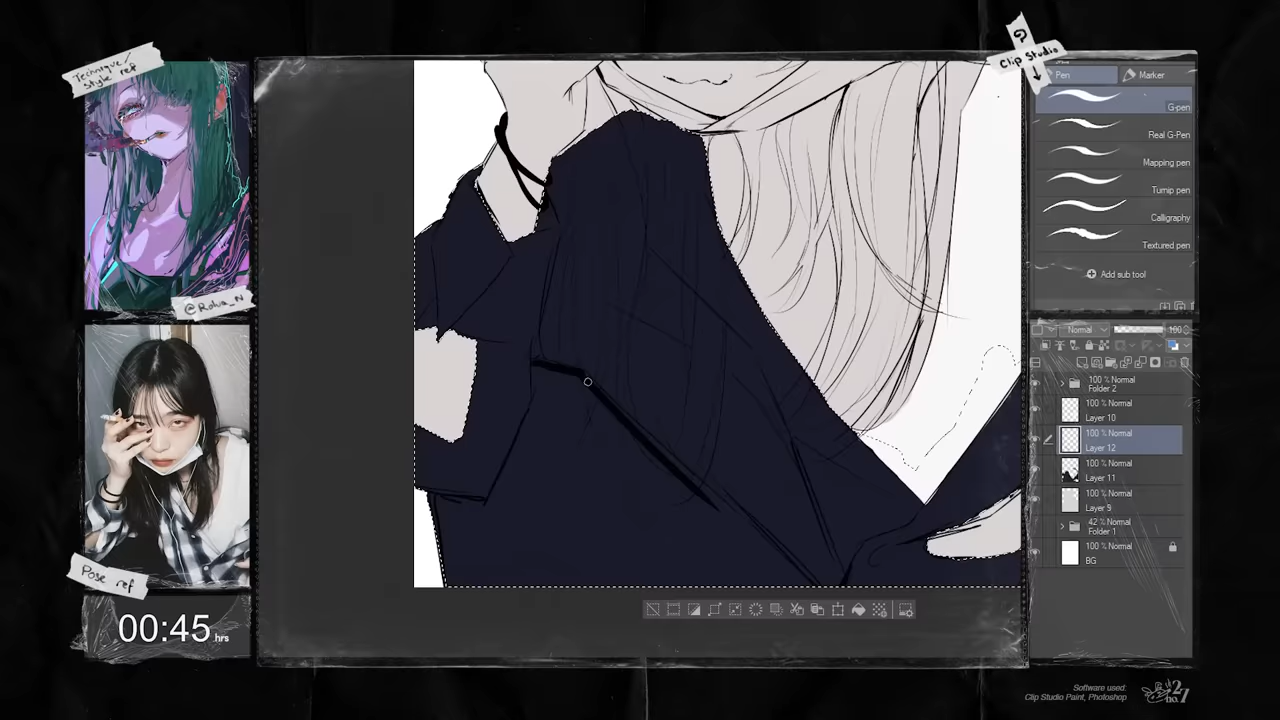 Technique/
style ref
@Rolua_N
Pose ref
00:45 hrs
?
Clip Studio
↓
Pen
Marker
G-pen
Real G-Pen
Mapping pen
Turnip pen
Calligraphy
Textured pen
Add sub tool
Normal
100
100 % Normal
Folder 2
100 % Normal
Layer 10
100 % Normal
Layer 12
100 % Normal
Layer 11
100 % Normal
Layer 9
42 % Normal
Folder 1
100 % Normal
BG
Software used:
Clip Studio Paint, Photoshop